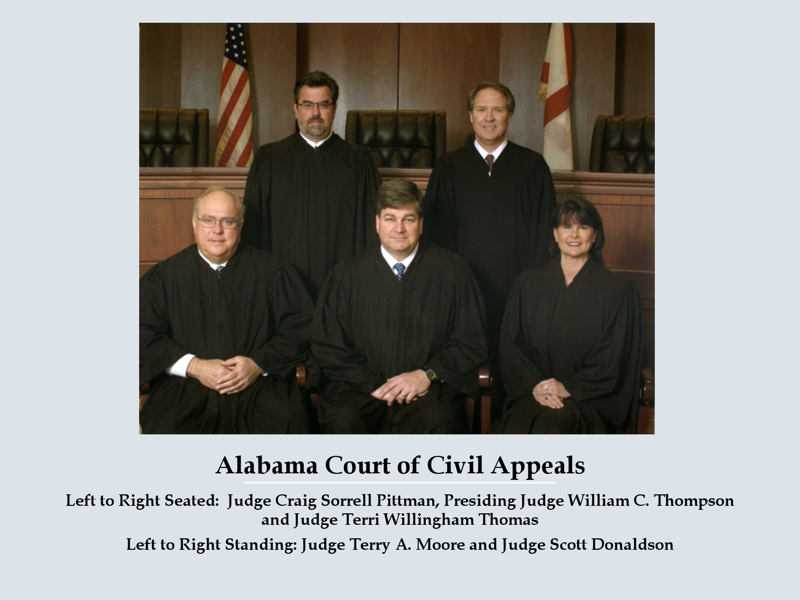 Alabama Court of Civil Appeals
Left to Right Seated:  Judge Craig Sorrell Pittman, Presiding Judge William C. Thompson
and Judge Terri Willingham Thomas
Left to Right Standing: Judge Terry A. Moore and Judge Scott Donaldson